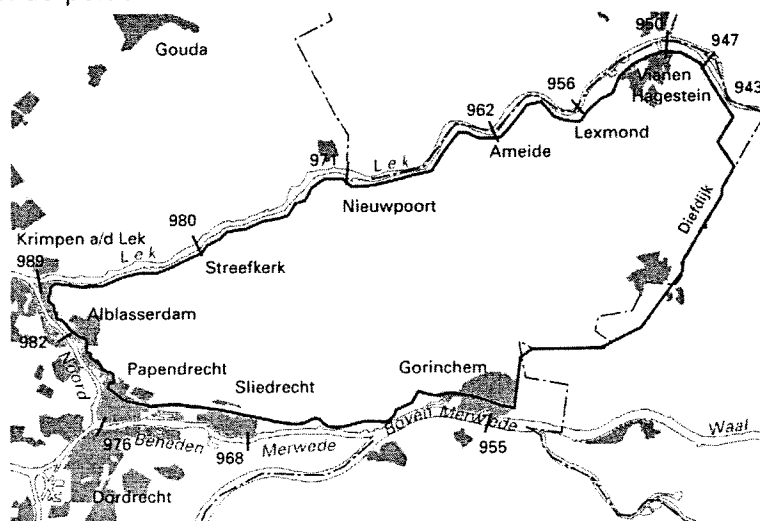 Gouda
950
947
Vianen
Hagestein
943
956
Lexmond
962
Ameide
971
Lek
Nieuwpoort
Diefdijk
980
Krimpen a/d Lek
Lek
Streefkerk
989
Alblasserdam
982
Noord
Papendrecht
Sliedrecht
Gorinchem
976
Beneden
968
Merwede
Boven Merwede
955
Waal
Dordrecht